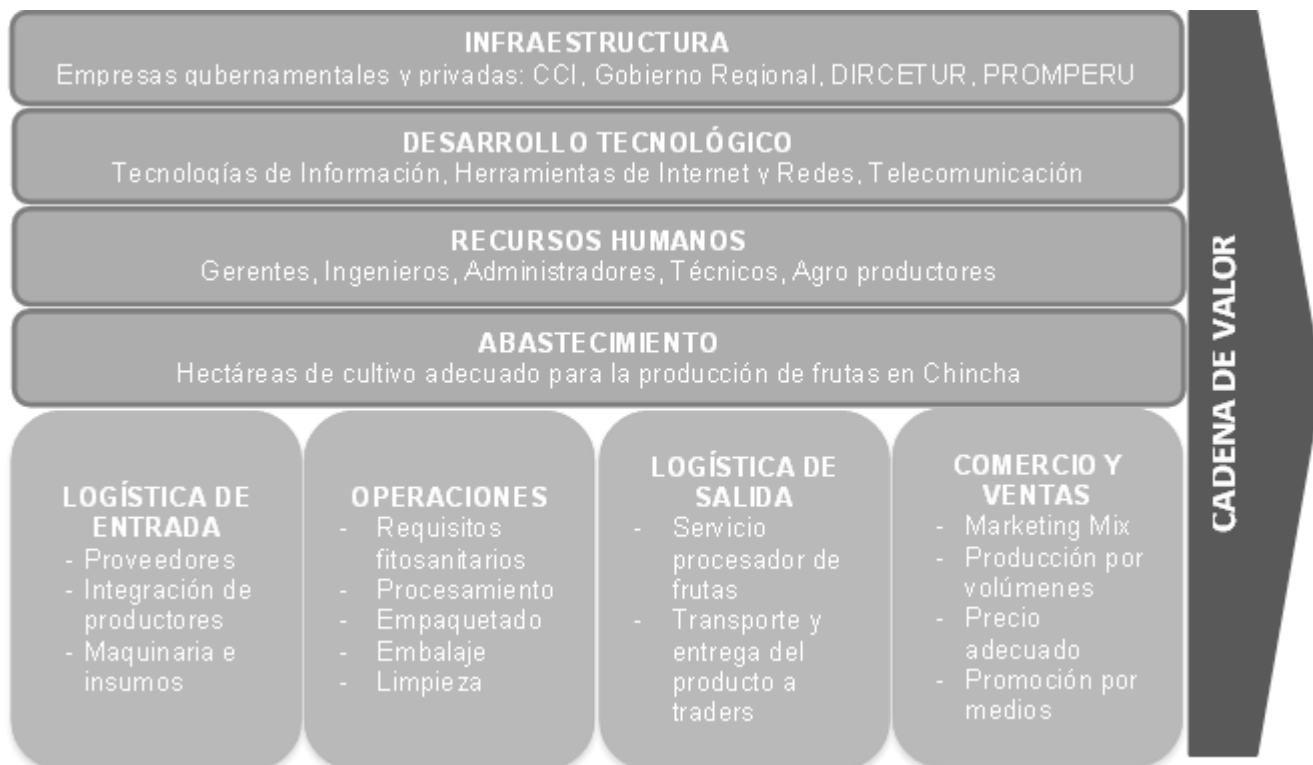 INFRAESTRUCTURA
Empresas gubernamentales y privadas: CCI, Gobierno Regional, DIRCETUR, PROMPERU
DESARROLLO TECNOLÓGICO
Tecnologías de Información, Herramientas de Internet y Redes, Telecomunicación
RECURSOS HUMANOS
Gerentes, Ingenieros, Administradores, Técnicos, Agro productores
ABASTECIMIENTO
Hectáreas de cultivo adecuado para la producción de frutas en Chincha
LOGÍSTICA DE
ENTRADA
- Proveedores
- Integración de
productores
- Maquinaria e
insumos
OPERACIONES
- Requisitos
fitosanitarios
- Procesamiento
- Empaquetado
- Embalaje
- Limpieza
LOGÍSTICA DE
SALIDA
- Servicio
procesador de
frutas
- Transporte y
entrega del
producto a
traders
COMERCIO Y
VENTAS
- Marketing Mix
- Producción por
volúmenes
- Precio
adecuado
- Promoción por
medios
CADENA DE VALOR